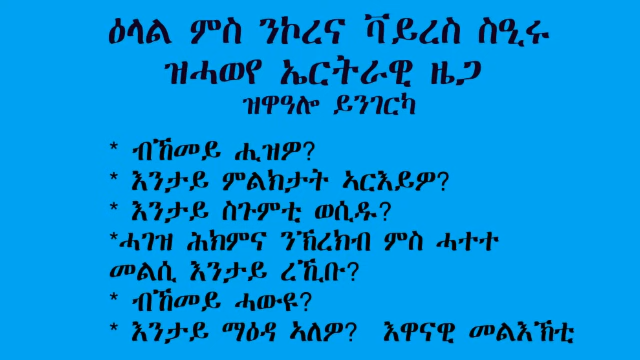 ዕላል ምስ ንኮረና ቫይረስ ስዒሩ
ዝሓወየ ኤርትራዊ ዜጋ
ዝዋዓሎ ይንገርካ
* ብኸመይ ሒዝዎ?
* እንታይ ምልክታት ኣርእይዎ?
* እንታይ ስጉምቲ ወሲዱ?
*ሓገዝ ሕክምና ንኽረክብ ምስ ሓተተ
መልሲ እንታይ ረኺቡ?
* ብኸመይ ሓውዩ?
* እንታይ ማዕዳ ኣለዎ? እዋናዊ መልእኽቲ